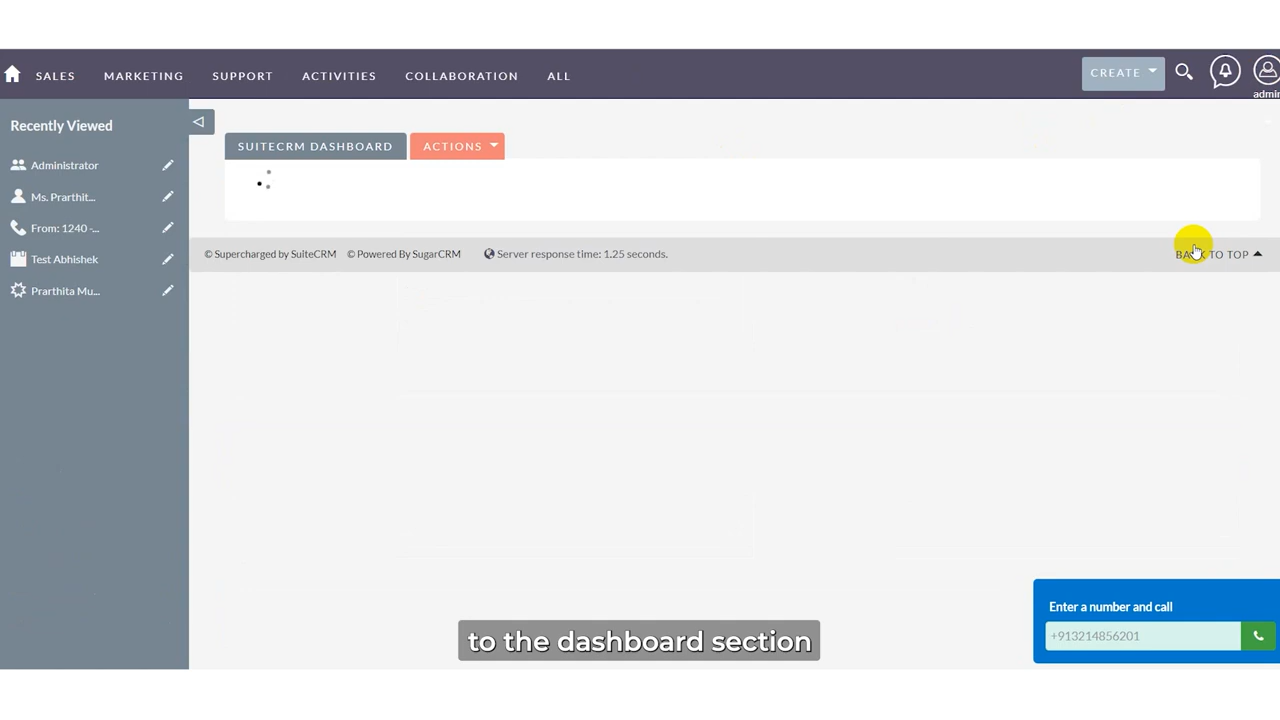 SALES MARKETING SUPPORT ACTIVITIES COLLABORATION ALL CREATE
admin
Recently Viewed
Administrator
Ms. Prarthit...
From: 1240 -...
Test Abhishek
Prarthita Mu...
SUITECRM DASHBOARD ACTIONS
© Supercharged by SuiteCRM © Powered By SugarCRM Server response time: 1.25 seconds. BACK TO TOP
Enter a number and call
+913214856201
to the dashboard section